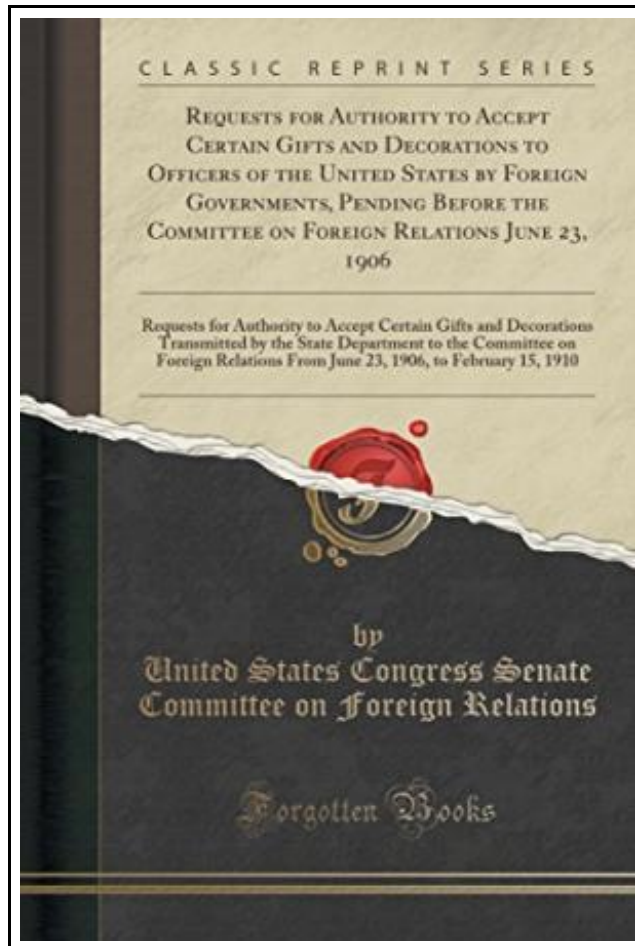 CLASSIC REPRINT SERIES
REQUESTS FOR AUTHORITY TO ACCEPT
CERTAIN GIFTS AND DECORATIONS TO
OFFICERS OF THE UNITED STATES BY FOREIGN
GOVERNMENTS, PENDING BEFORE THE
COMMITTEE ON FOREIGN RELATIONS JUNE 23,
1906
Requests for Authority to Accept Certain Gifts and Decorations
Transmitted by the State Department to the Committee on
Foreign Relations From June 23, 1906, to February 15, 1910
by
United States Congress Senate
Committee on Foreign Relations
Forgotten Books